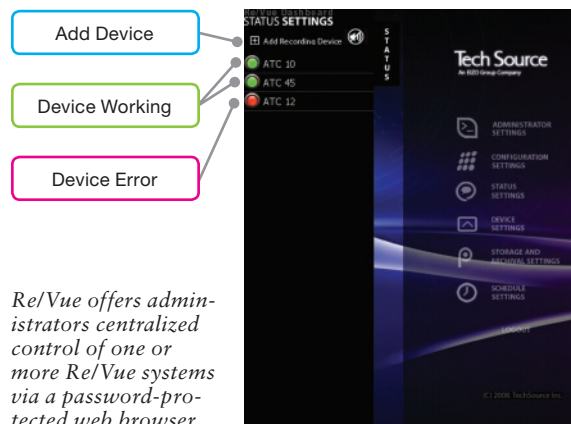 Add Device
Device Working
Device Error
Re/Vue Dashboard
STATUS SETTINGS
Add Recording Device
ATC 10
ATC 45
ATC 12
STATUS
Tech Source
An EIZO Group Company
ADMINISTRATOR
SETTINGS
CONFIGURATION
SETTINGS
STATUS
SETTINGS
DEVICE
SETTINGS
STORAGE AND
ARCHIVAL SETTINGS
SCHEDULE
SETTINGS
LOGOUT
(C) 2008 TechSource Inc.
Re/Vue offers admin-
istrators centralized
control of one or
more Re/Vue systems
via a password-pro-
tected web browser